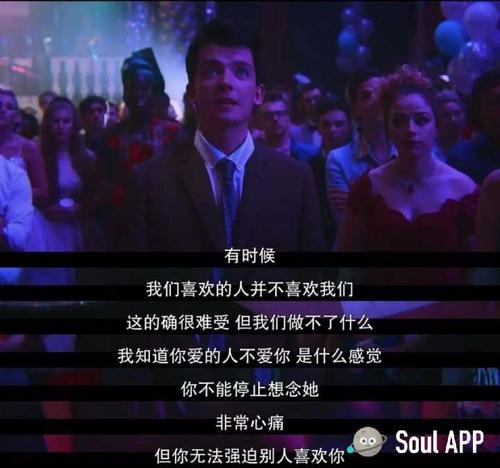 有时候
我们喜欢的人并不喜欢我们
这的确很难受 但我们做不了什么
我知道你爱的人不爱你 是什么感觉
你不能停止想念她
非常心痛
但你无法强迫别人喜欢你
Soul APP